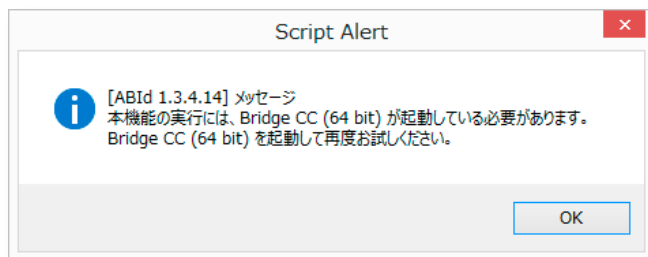 Script Alert
[ABId 1.3.4.14] メッセージ
本機能の実行には、Bridge CC (64 bit) が起動している必要があります。
Bridge CC (64 bit) を起動して再度お試しください。
OK